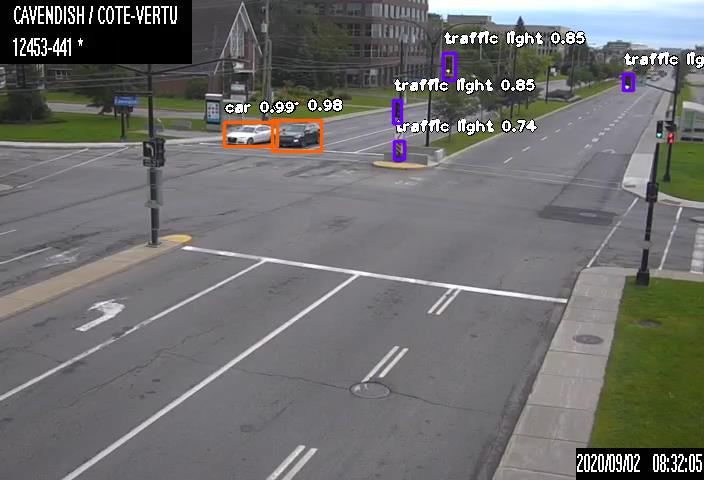 CAVENDISH / COTE-VERTU
12453-441 *
traffic light 0.85
traffic lig
traffic light 0.85
car 0.99* 0.98
traffic light 0.74
2020/09/02 08:32:05